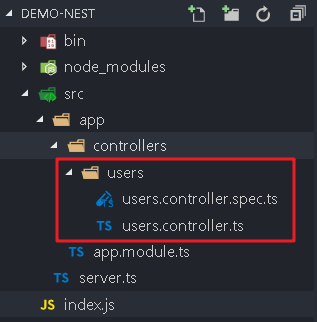 DEMO-NEST
bin
node_modules
src
app
controllers
users
users.controller.spec.ts
TS users.controller.ts
TS app.module.ts
TS server.ts
JS index.js